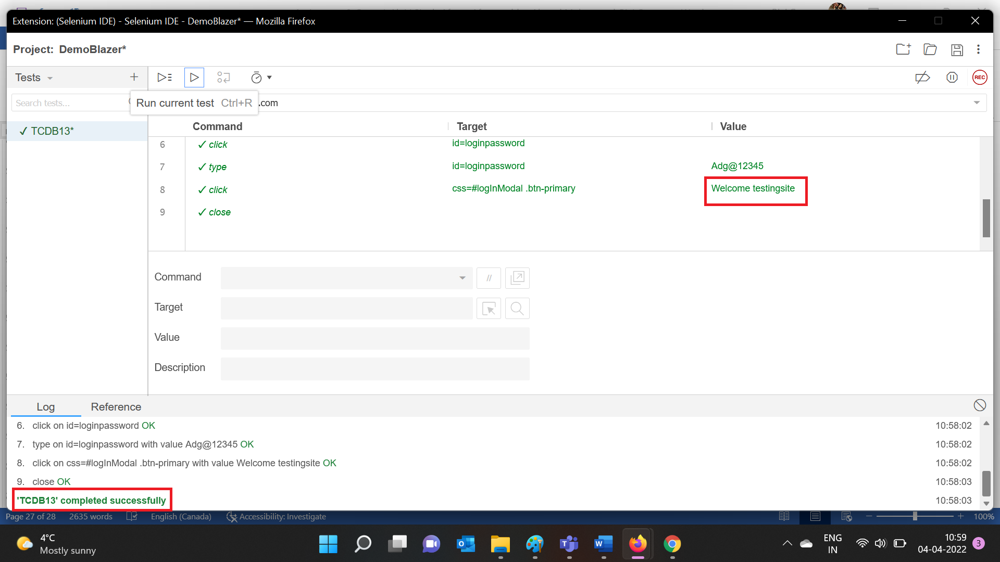 Extension: (Selenium IDE) - Selenium IDE - DemoBlazer* — Mozilla Firefox
Project: DemoBlazer*
Tests
REC
Search tests...
Run current test Ctrl+R
.com
TCDB13*
Command Target Value
6 click id=loginpassword
7 type id=loginpassword Adg@12345
8 click css=#logInModal .btn-primary Welcome testingsite
9 close
Command
//
Target
Value
Description
Log Reference
6. click on id=loginpassword OK 10:58:02
7. type on id=loginpassword with value Adg@12345 OK 10:58:02
8. click on css=#logInModal .btn-primary with value Welcome testingsite OK 10:58:02
9. close OK 10:58:03
'TCDB13' completed successfully 10:58:03
Page 27 of 28 2635 words English (Canada) Accessibility: Investigate 100%
4°C
Mostly sunny
ENG
IN
10:59
04-04-2022
3